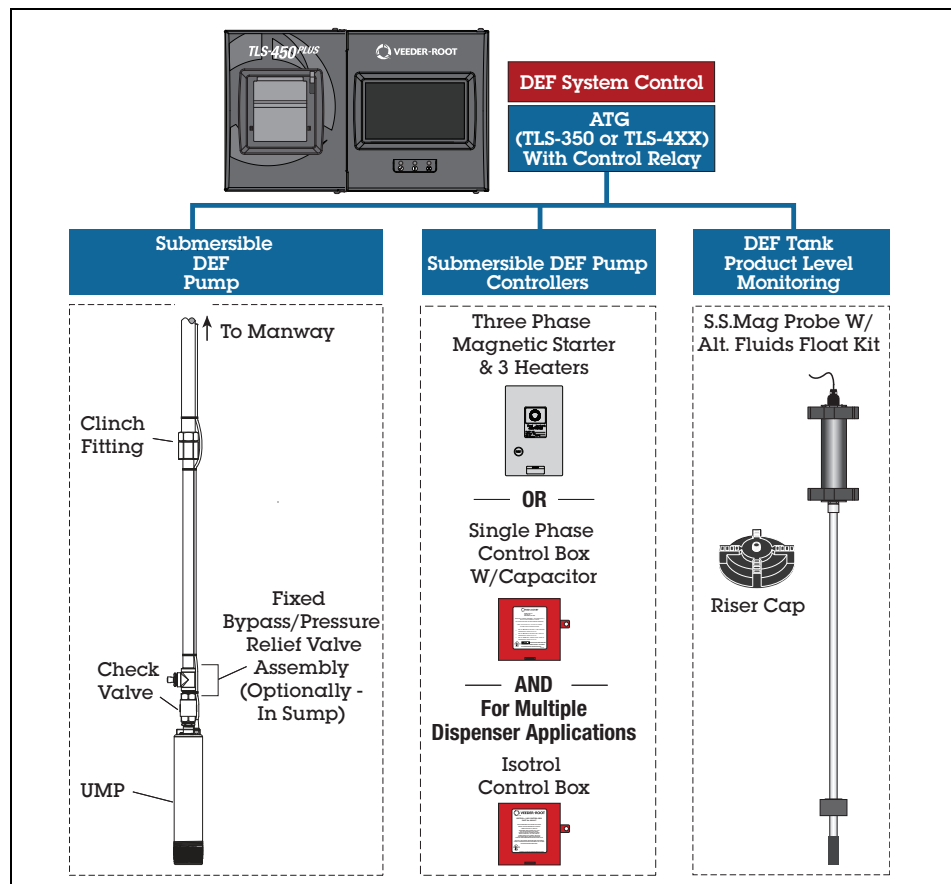 TLS-450PLUS
VEEDER-ROOT
DEF System Control
ATG
(TLS-350 or TLS-4XX)
With Control Relay
Submersible
DEF
Pump
To Manway
Clinch
Fitting
Fixed
Bypass/Pressure
Relief Valve
Assembly
(Optionally -
In Sump)
Check
Valve
UMP
Submersible DEF Pump
Controllers
Three Phase
Magnetic Starter
& 3 Heaters
OR
Single Phase
Control Box
W/Capacitor
AND
For Multiple
Dispenser Applications
Isotrol
Control Box
VEEDER-ROOT
DEF Tank
Product Level
Monitoring
S.S.Mag Probe W/
Alt. Fluids Float Kit
Riser Cap